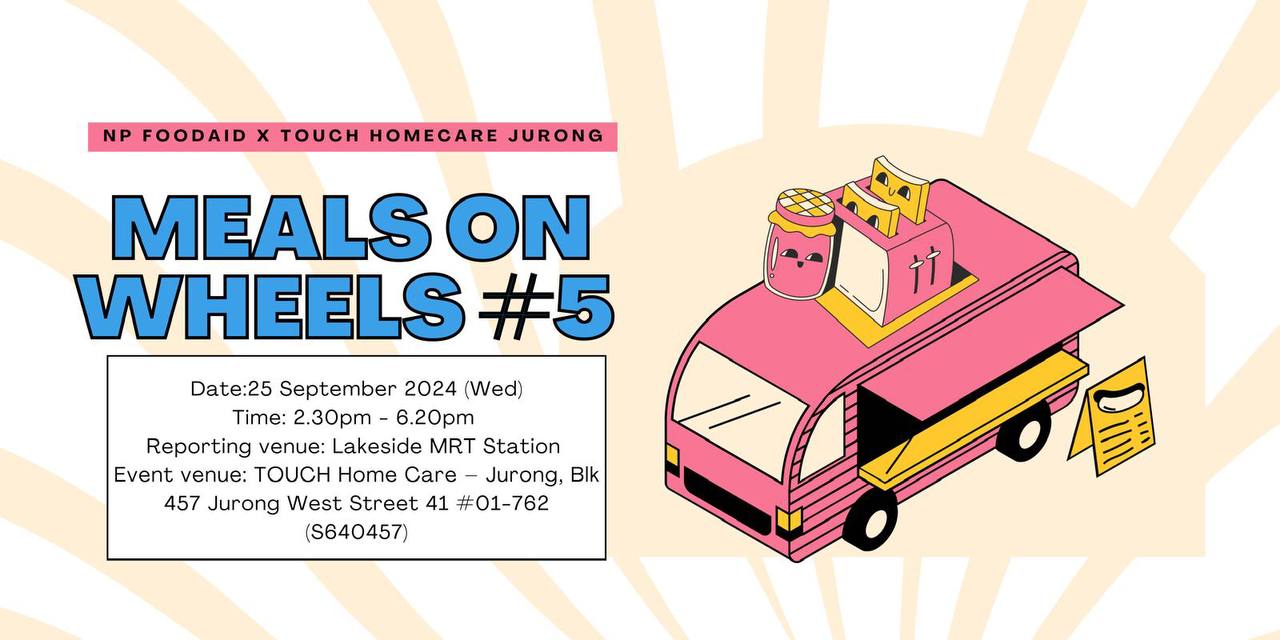 NP FOODAID X TOUCH HOMECARE JURONG
MEALS ON
WHEELS #5
Date:25 September 2024 (Wed)
Time: 2.30pm - 6.20pm
Reporting venue: Lakeside MRT Station
Event venue: TOUCH Home Care – Jurong, Blk
457 Jurong West Street 41 #01-762
(S640457)